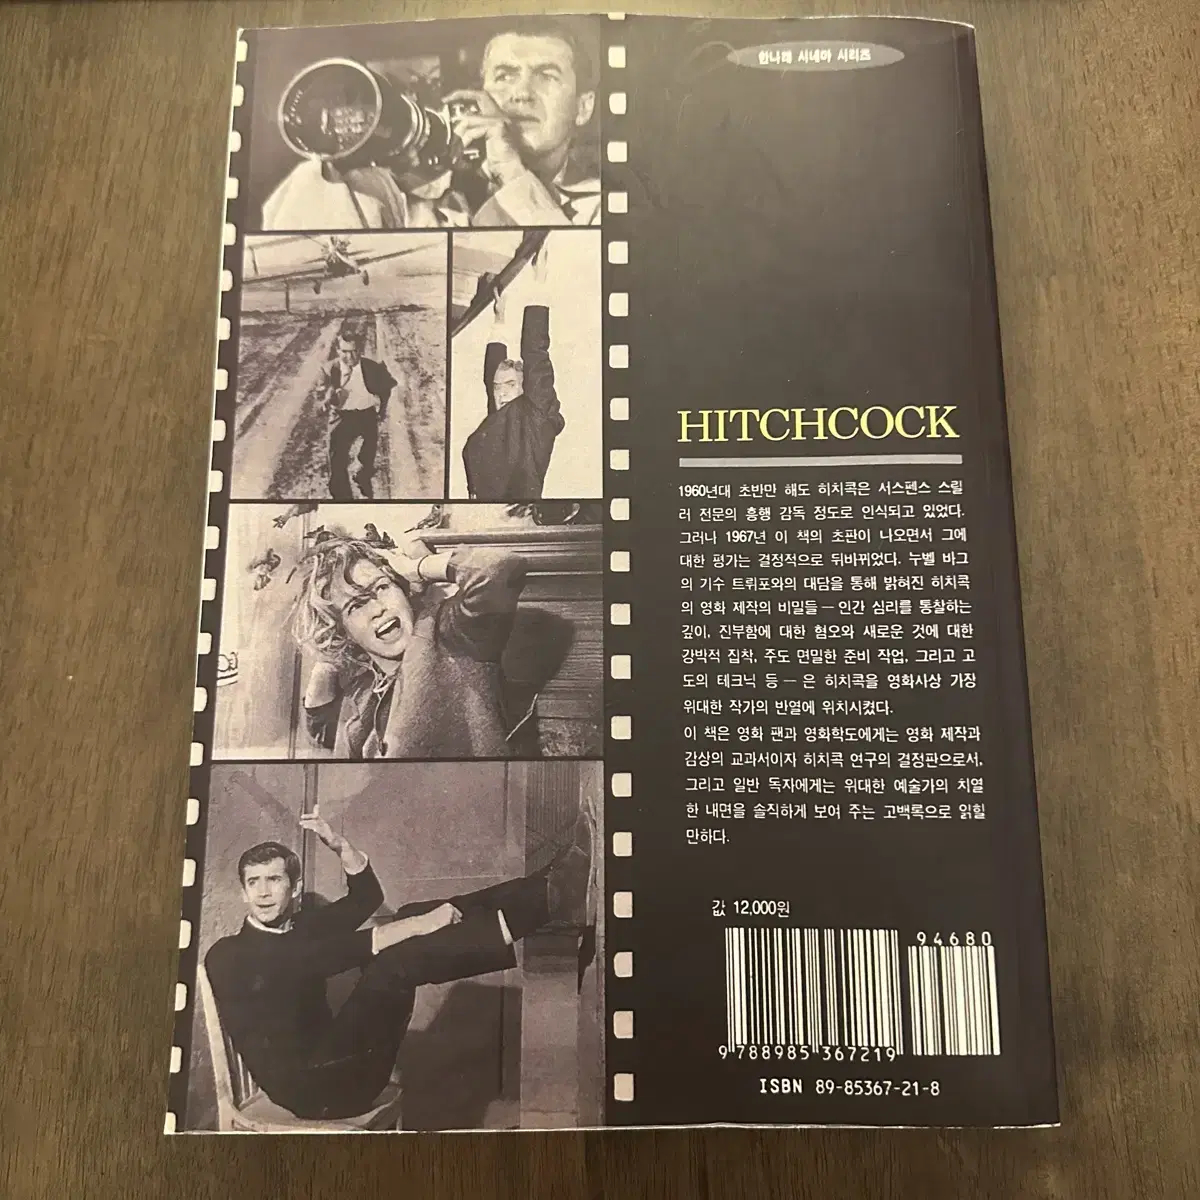 한나래 시네마 시리즈
HITCHCOCK
1960년대 초반만 해도 히치콕은 서스펜스 스릴
러 전문의 흥행 감독 정도로 인식되고 있었다.
그러나 1967년 이 책의 초판이 나오면서 그에
대한 평가는 결정적으로 뒤바뀌었다. 누벨 바그
의 기수 트뤼포와의 대담을 통해 밝혀진 히치콕
의 영화 제작의 비밀들 — 인간 심리를 통찰하는
깊이, 진부함에 대한 혐오와 새로운 것에 대한
강박적 집착, 주도 면밀한 준비 작업, 그리고 고
도의 테크닉 등 — 은 히치콕을 영화사상 가장
위대한 작가의 반열에 위치시켰다.
이 책은 영화 팬과 영화학도에게는 영화 제작과
감상의 교과서이자 히치콕 연구의 결정판으로서,
그리고 일반 독자에게는 위대한 예술가의 치열
한 내면을 솔직하게 보여 주는 고백록으로 읽힐
만하다.
값 12,000원
94680
9 788985 367219
ISBN 89-85367-21-8